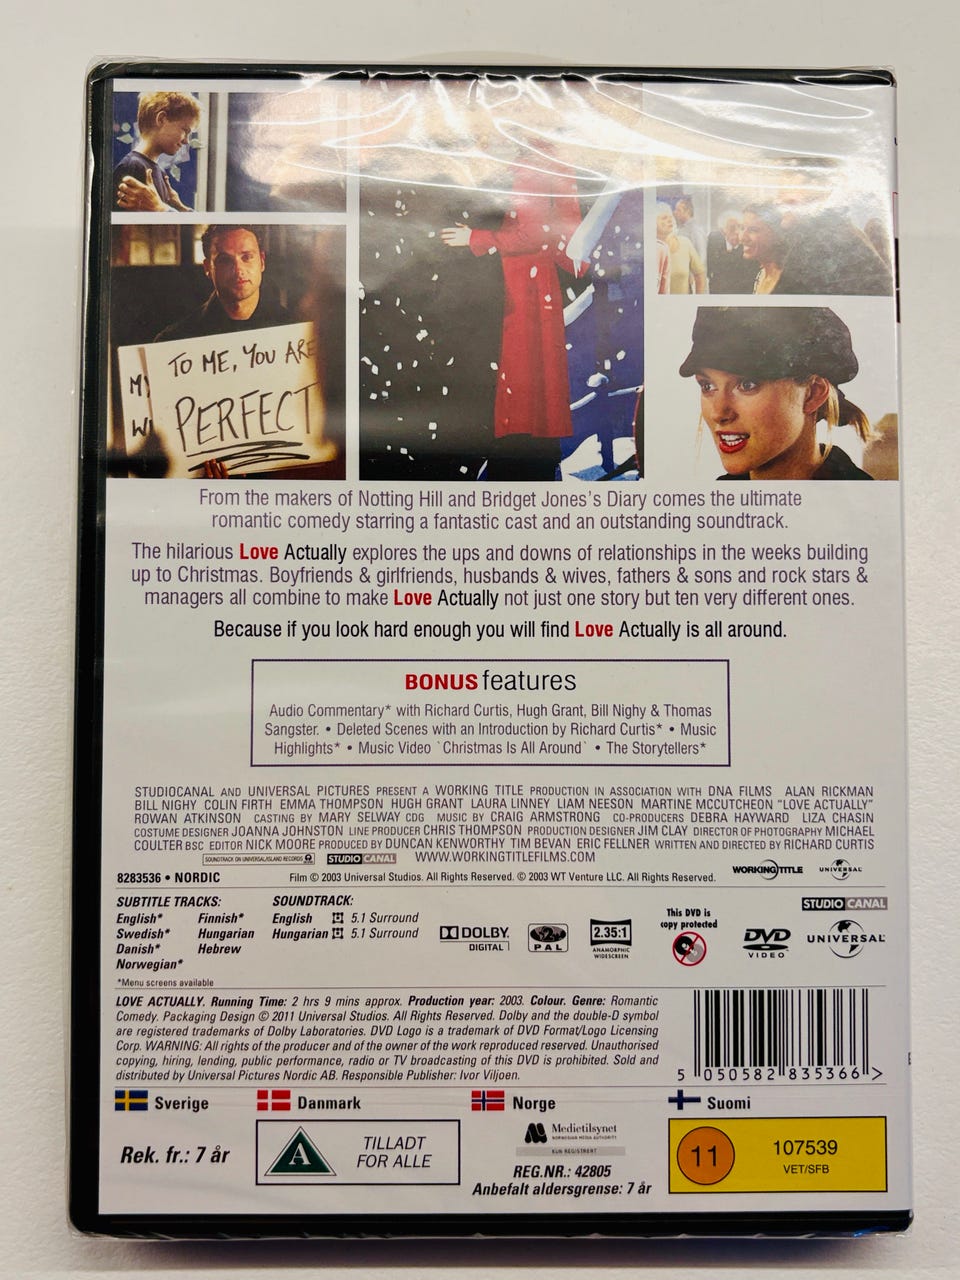 TO ME, YOU ARE
PERFECT
From the makers of Notting Hill and Bridget Jones's Diary comes the ultimate
romantic comedy starring a fantastic cast and an outstanding soundtrack.
The hilarious Love Actually explores the ups and downs of relationships in the weeks building
up to Christmas. Boyfriends & girlfriends, husbands & wives, fathers & sons and rock stars &
managers all combine to make Love Actually not just one story but ten very different ones.
Because if you look hard enough you will find Love Actually is all around.
BONUS features
Audio Commentary* with Richard Curtis, Hugh Grant, Bill Nighy & Thomas
Sangster. • Deleted Scenes with an Introduction by Richard Curtis* • Music
Highlights* • Music Video `Christmas Is All Around` • The Storytellers*
STUDIOCANAL AND UNIVERSAL PICTURES PRESENT A WORKING TITLE PRODUCTION IN ASSOCIATION WITH DNA FILMS ALAN RICKMAN
BILL NIGHY COLIN FIRTH EMMA THOMPSON HUGH GRANT LAURA LINNEY LIAM NEESON MARTINE MCCUTCHEON "LOVE ACTUALLY"
ROWAN ATKINSON CASTING BY MARY SELWAY CDG MUSIC BY CRAIG ARMSTRONG CO-PRODUCERS DEBRA HAYWARD LIZA CHASIN
COSTUME DESIGNER JOANNA JOHNSTON LINE PRODUCER CHRIS THOMPSON PRODUCTION DESIGNER JIM CLAY DIRECTOR OF PHOTOGRAPHY MICHAEL
COULTER BSC EDITOR NICK MOORE PRODUCED BY DUNCAN KENWORTHY TIM BEVAN ERIC FELLNER WRITTEN AND DIRECTED BY RICHARD CURTIS
SOUNDTRACK ON UNIVERSAL/ISLAND RECORDS STUDIO CANAL WWW.WORKINGTITLEFILMS.COM
8283536 • NORDIC Film © 2003 Universal Studios. All Rights Reserved. © 2003 WT Venture LLC. All Rights Reserved. WORKING TITLE UNIVERSAL
SUBTITLE TRACKS: SOUNDTRACK:
English* Finnish* English 5.1 Surround
Swedish* Hungarian Hungarian 5.1 Surround
Danish* Hebrew
Norwegian*
*Menu screens available
DOLBY DIGITAL
2 PAL
2.35:1 ANAMORPHIC WIDESCREEN
This DVD is
copy protected
STUDIO CANAL
DVD VIDEO
UNIVERSAL
LOVE ACTUALLY. Running Time: 2 hrs 9 mins approx. Production year: 2003. Colour. Genre: Romantic
Comedy. Packaging Design © 2011 Universal Studios. All Rights Reserved. Dolby and the double-D symbol
are registered trademarks of Dolby Laboratories. DVD Logo is a trademark of DVD Format/Logo Licensing
Corp. WARNING: All rights of the producer and of the owner of the work reproduced reserved. Unauthorised
copying, hiring, lending, public performance, radio or TV broadcasting of this DVD is prohibited. Sold and
distributed by Universal Pictures Nordic AB. Responsible Publisher: Ivor Viljoen.
5 050582 835366 >
Sverige Danmark Norge Suomi
Rek. fr.: 7 år
A TILLADT
FOR ALLE
Medietilsynet
NORWEGIAN MEDIA AUTHORITY
KUN REGISTRERT
REG.NR.: 42805
Anbefalt aldersgrense: 7 år
11 107539
VET/SFB